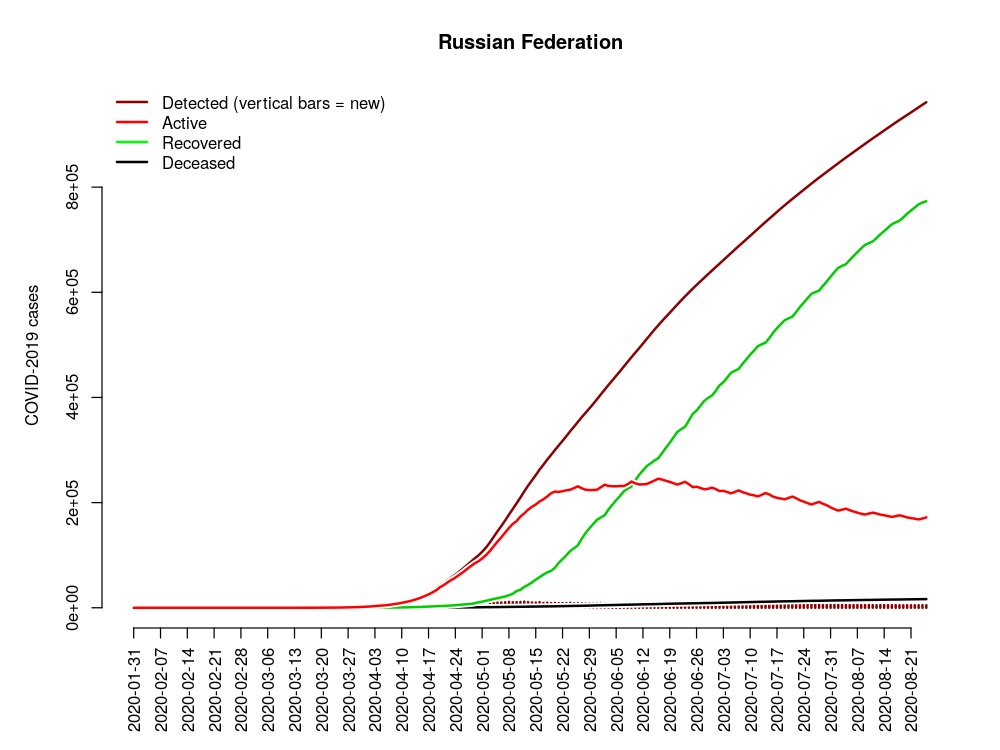 Russian Federation
Detected (vertical bars = new)
Active
Recovered
Deceased
COVID-2019 cases
8e+05
6e+05
4e+05
2e+05
0e+00
2020-01-31
2020-02-07
2020-02-14
2020-02-21
2020-02-28
2020-03-06
2020-03-13
2020-03-20
2020-03-27
2020-04-03
2020-04-10
2020-04-17
2020-04-24
2020-05-01
2020-05-08
2020-05-15
2020-05-22
2020-05-29
2020-06-05
2020-06-12
2020-06-19
2020-06-26
2020-07-03
2020-07-10
2020-07-17
2020-07-24
2020-07-31
2020-08-07
2020-08-14
2020-08-21